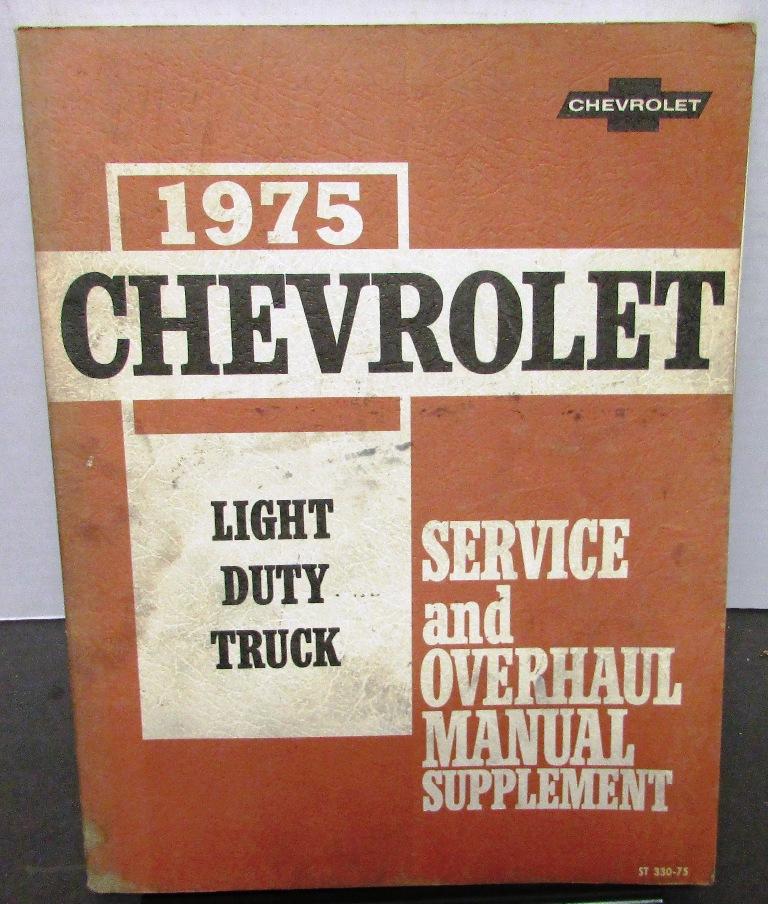 CHEVROLET
1975
CHEVROLET
LIGHT
DUTY
TRUCK
SERVICE
and
OVERHAUL
MANUAL
SUPPLEMENT
ST 330-75